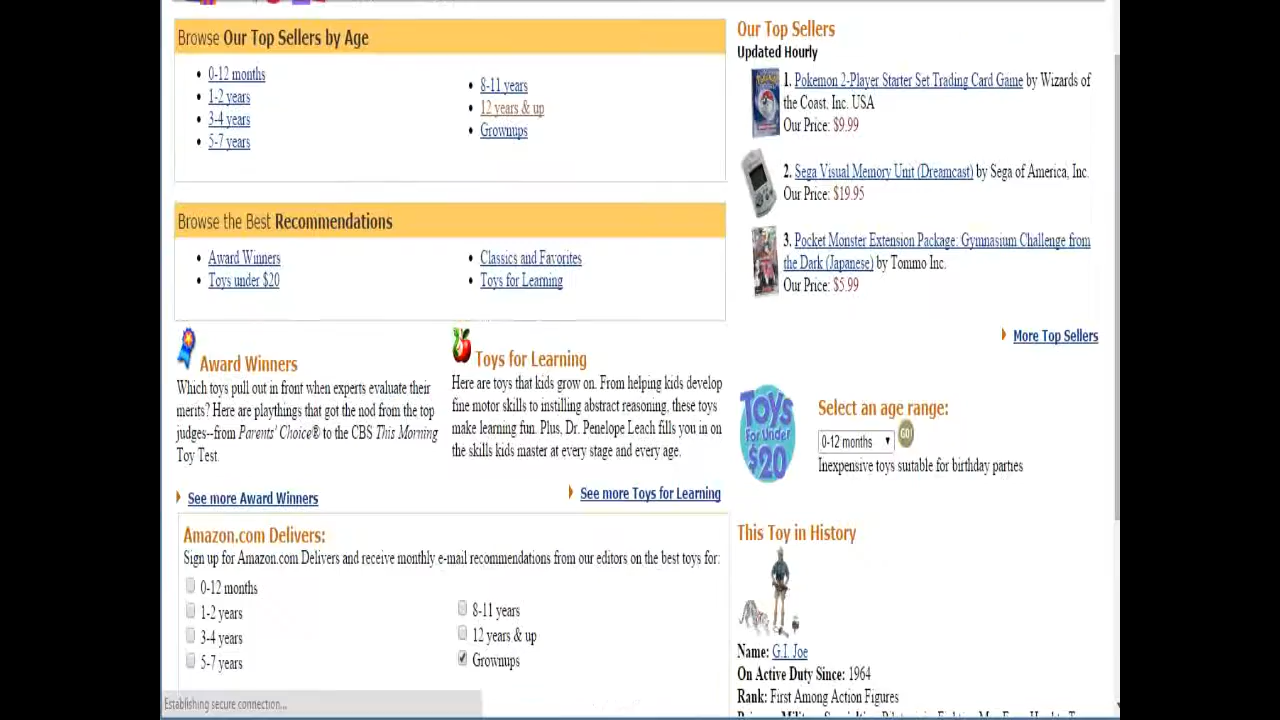 Browse Our Top Sellers by Age
0-12 months
1-2 years
3-4 years
5-7 years
8-11 years
12 years & up
Grownups
Browse the Best Recommendations
Award Winners
Toys under $20
Classics and Favorites
Toys for Learning
Award Winners
Which toys pull out in front when experts evaluate their
merits? Here are playthings that got the nod from the top
judges--from Parents' Choice® to the CBS This Morning
Toy Test.
See more Award Winners
Toys for Learning
Here are toys that kids grow on. From helping kids develop
fine motor skills to instilling abstract reasoning, these toys
make learning fun. Plus, Dr. Penelope Leach fills you in on
the skills kids master at every stage and every age.
See more Toys for Learning
Amazon.com Delivers:
Sign up for Amazon.com Delivers and receive monthly e-mail recommendations from our editors on the best toys for:
0-12 months
1-2 years
3-4 years
5-7 years
8-11 years
12 years & up
Grownups
Establishing secure connection...
Our Top Sellers
Updated Hourly
1. Pokemon 2-Player Starter Set Trading Card Game by Wizards of
the Coast, Inc. USA
Our Price: $9.99
2. Sega Visual Memory Unit (Dreamcast) by Sega of America, Inc.
Our Price: $19.95
3. Pocket Monster Extension Package: Gymnasium Challenge from
the Dark (Japanese) by Tommo Inc.
Our Price: $5.99
More Top Sellers
TOYS
For Under
$20
Select an age range:
0-12 months
GO!
Inexpensive toys suitable for birthday parties
This Toy in History
Name: G.I. Joe
On Active Duty Since: 1964
Rank: First Among Action Figures